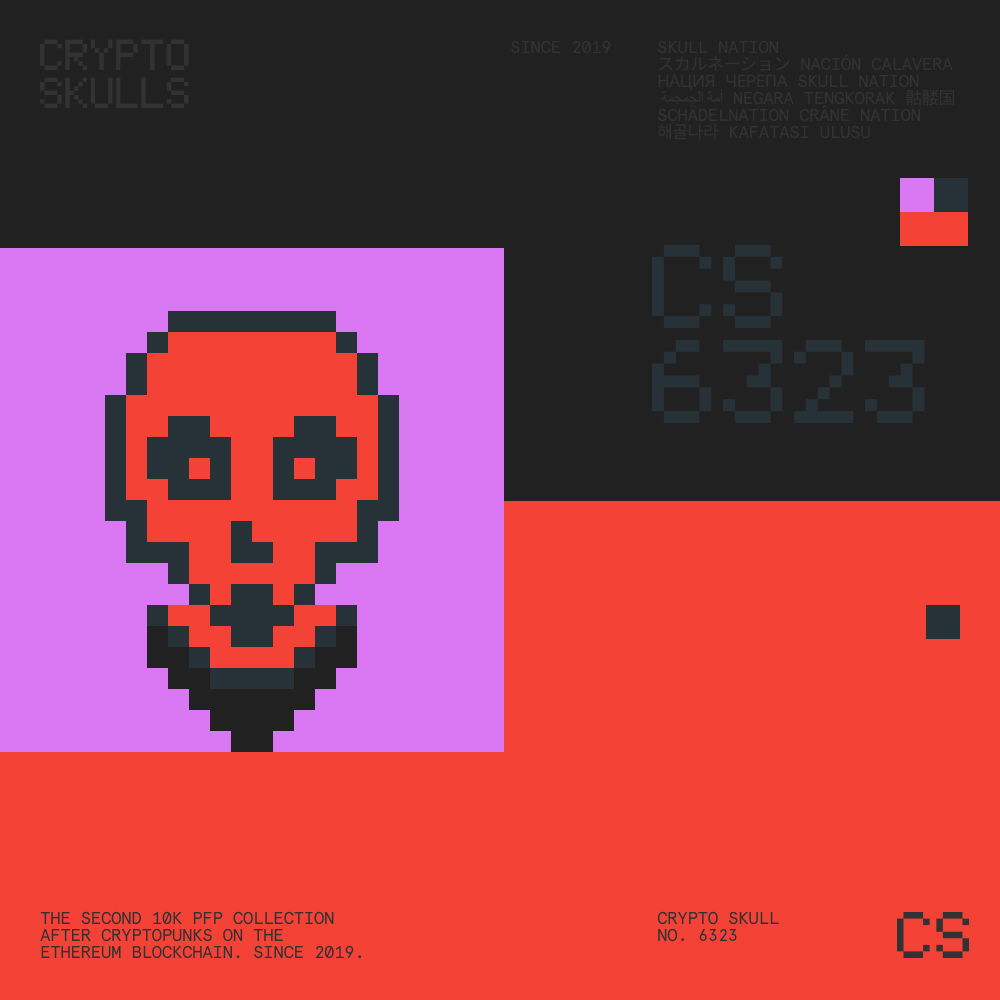 CRYPTO
SKULLS
SINCE 2019
SKULL NATION
スカルネーション NACIÓN CALAVERA
НАЦИЯ ЧЕРЕПА SKULL NATION
أمة الجمجمة NEGARA TENGKORAK 骷髅国
SCHÄDELNATION CRÂNE NATION
해골나라 KAFATASI ULUSU
CS
6323
THE SECOND 10K PFP COLLECTION
AFTER CRYPTOPUNKS ON THE
ETHEREUM BLOCKCHAIN. SINCE 2019.
CRYPTO SKULL
NO. 6323
CS